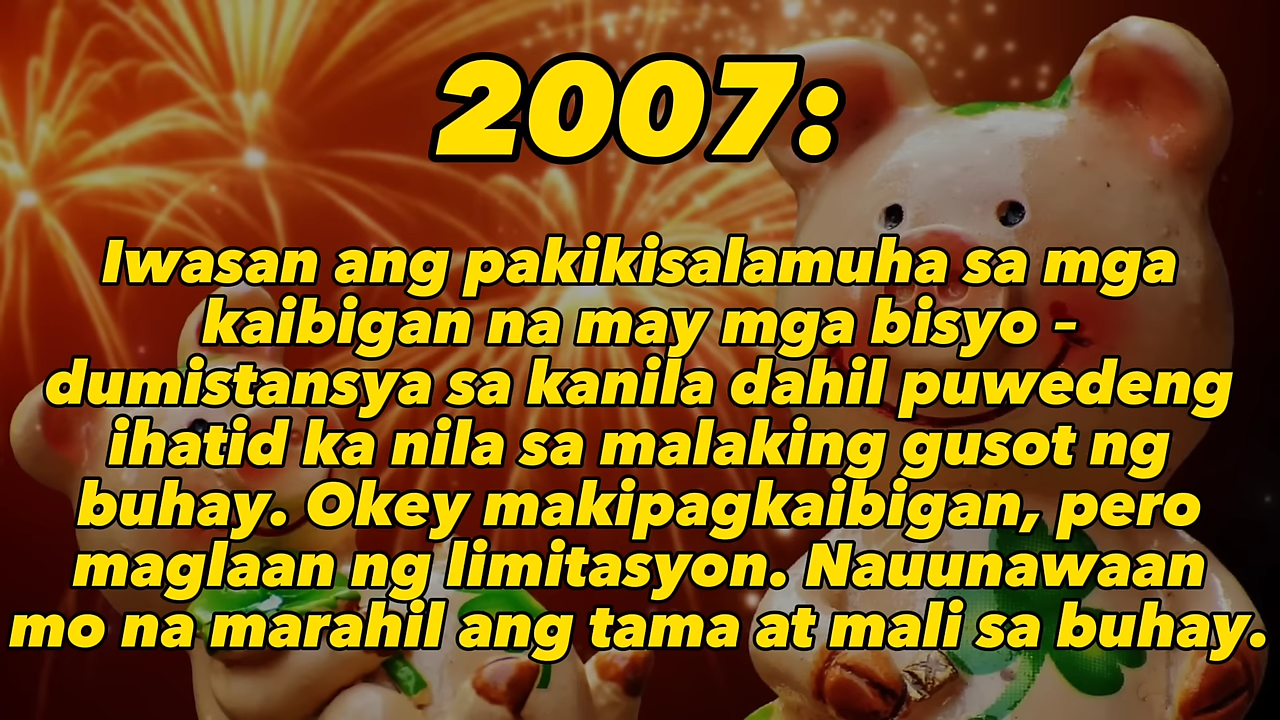 2007:
Iwasan ang pakikisalamuha sa mga
kaibigan na may mga bisyo –
dumistansya sa kanila dahil puwedeng
ihatid ka nila sa malaking gusot ng
buhay. Okey makipagkaibigan, pero
maglaan ng limitasyon. Nauunawaan
mo na marahil ang tama at mali sa buhay.